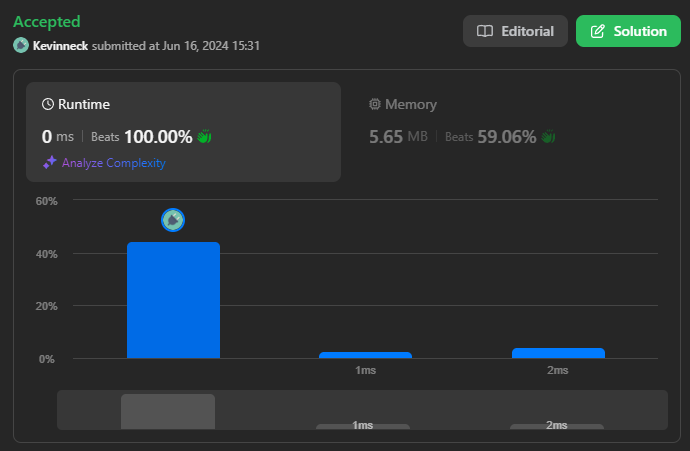 Accepted
Kevinneck submitted at Jun 16, 2024 15:31
Editorial
Solution
Runtime
0 ms | Beats 100.00%
Analyze Complexity
Memory
5.65 MB | Beats 59.06%
60%
40%
20%
0%
1ms
2ms
1ms
2ms